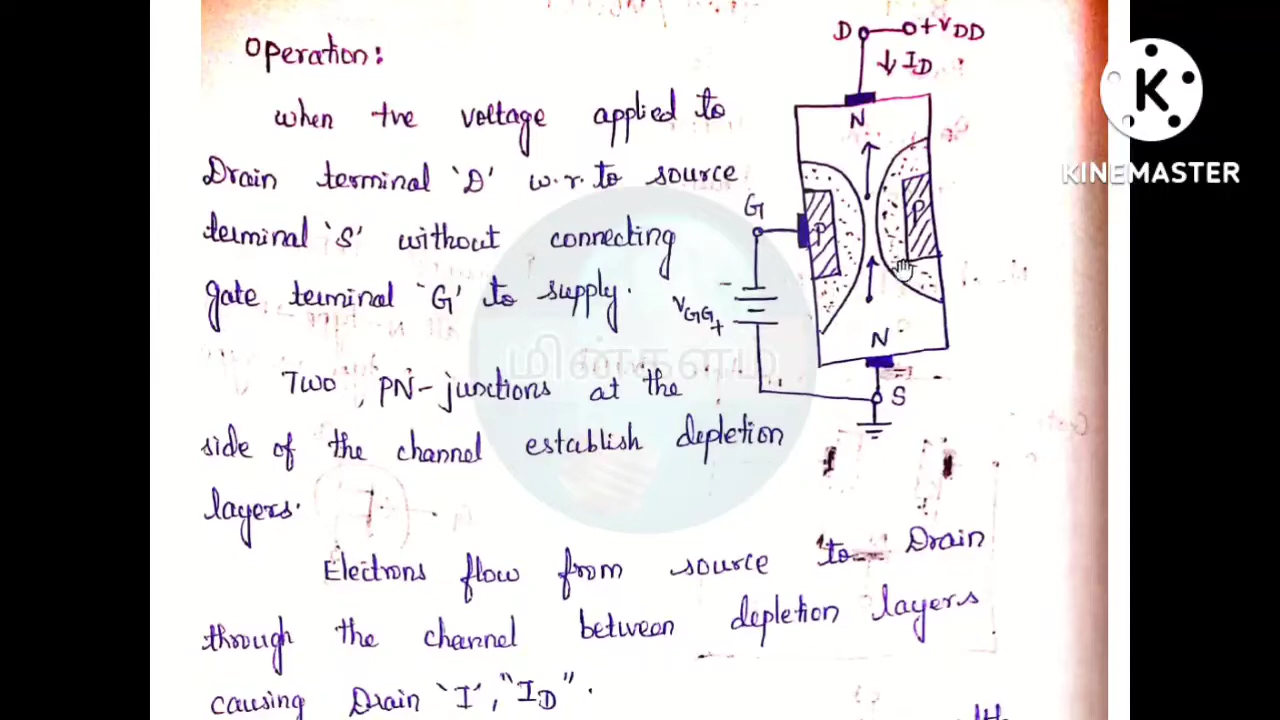 Operation:
when +ve voltage applied to
Drain terminal 'D' w.r.to source
terminal 'S' without connecting
gate terminal 'G' to supply.
Two PN-junctions at the
side of the channel establish depletion
layers.
Electrons flow from source to Drain
through the channel between depletion layers
causing Drain 'I', "ID".
D +VDD
↓ ID
N
G
P
P
-
VGG
+
N
S
மின்களம்
K
KINEMASTER